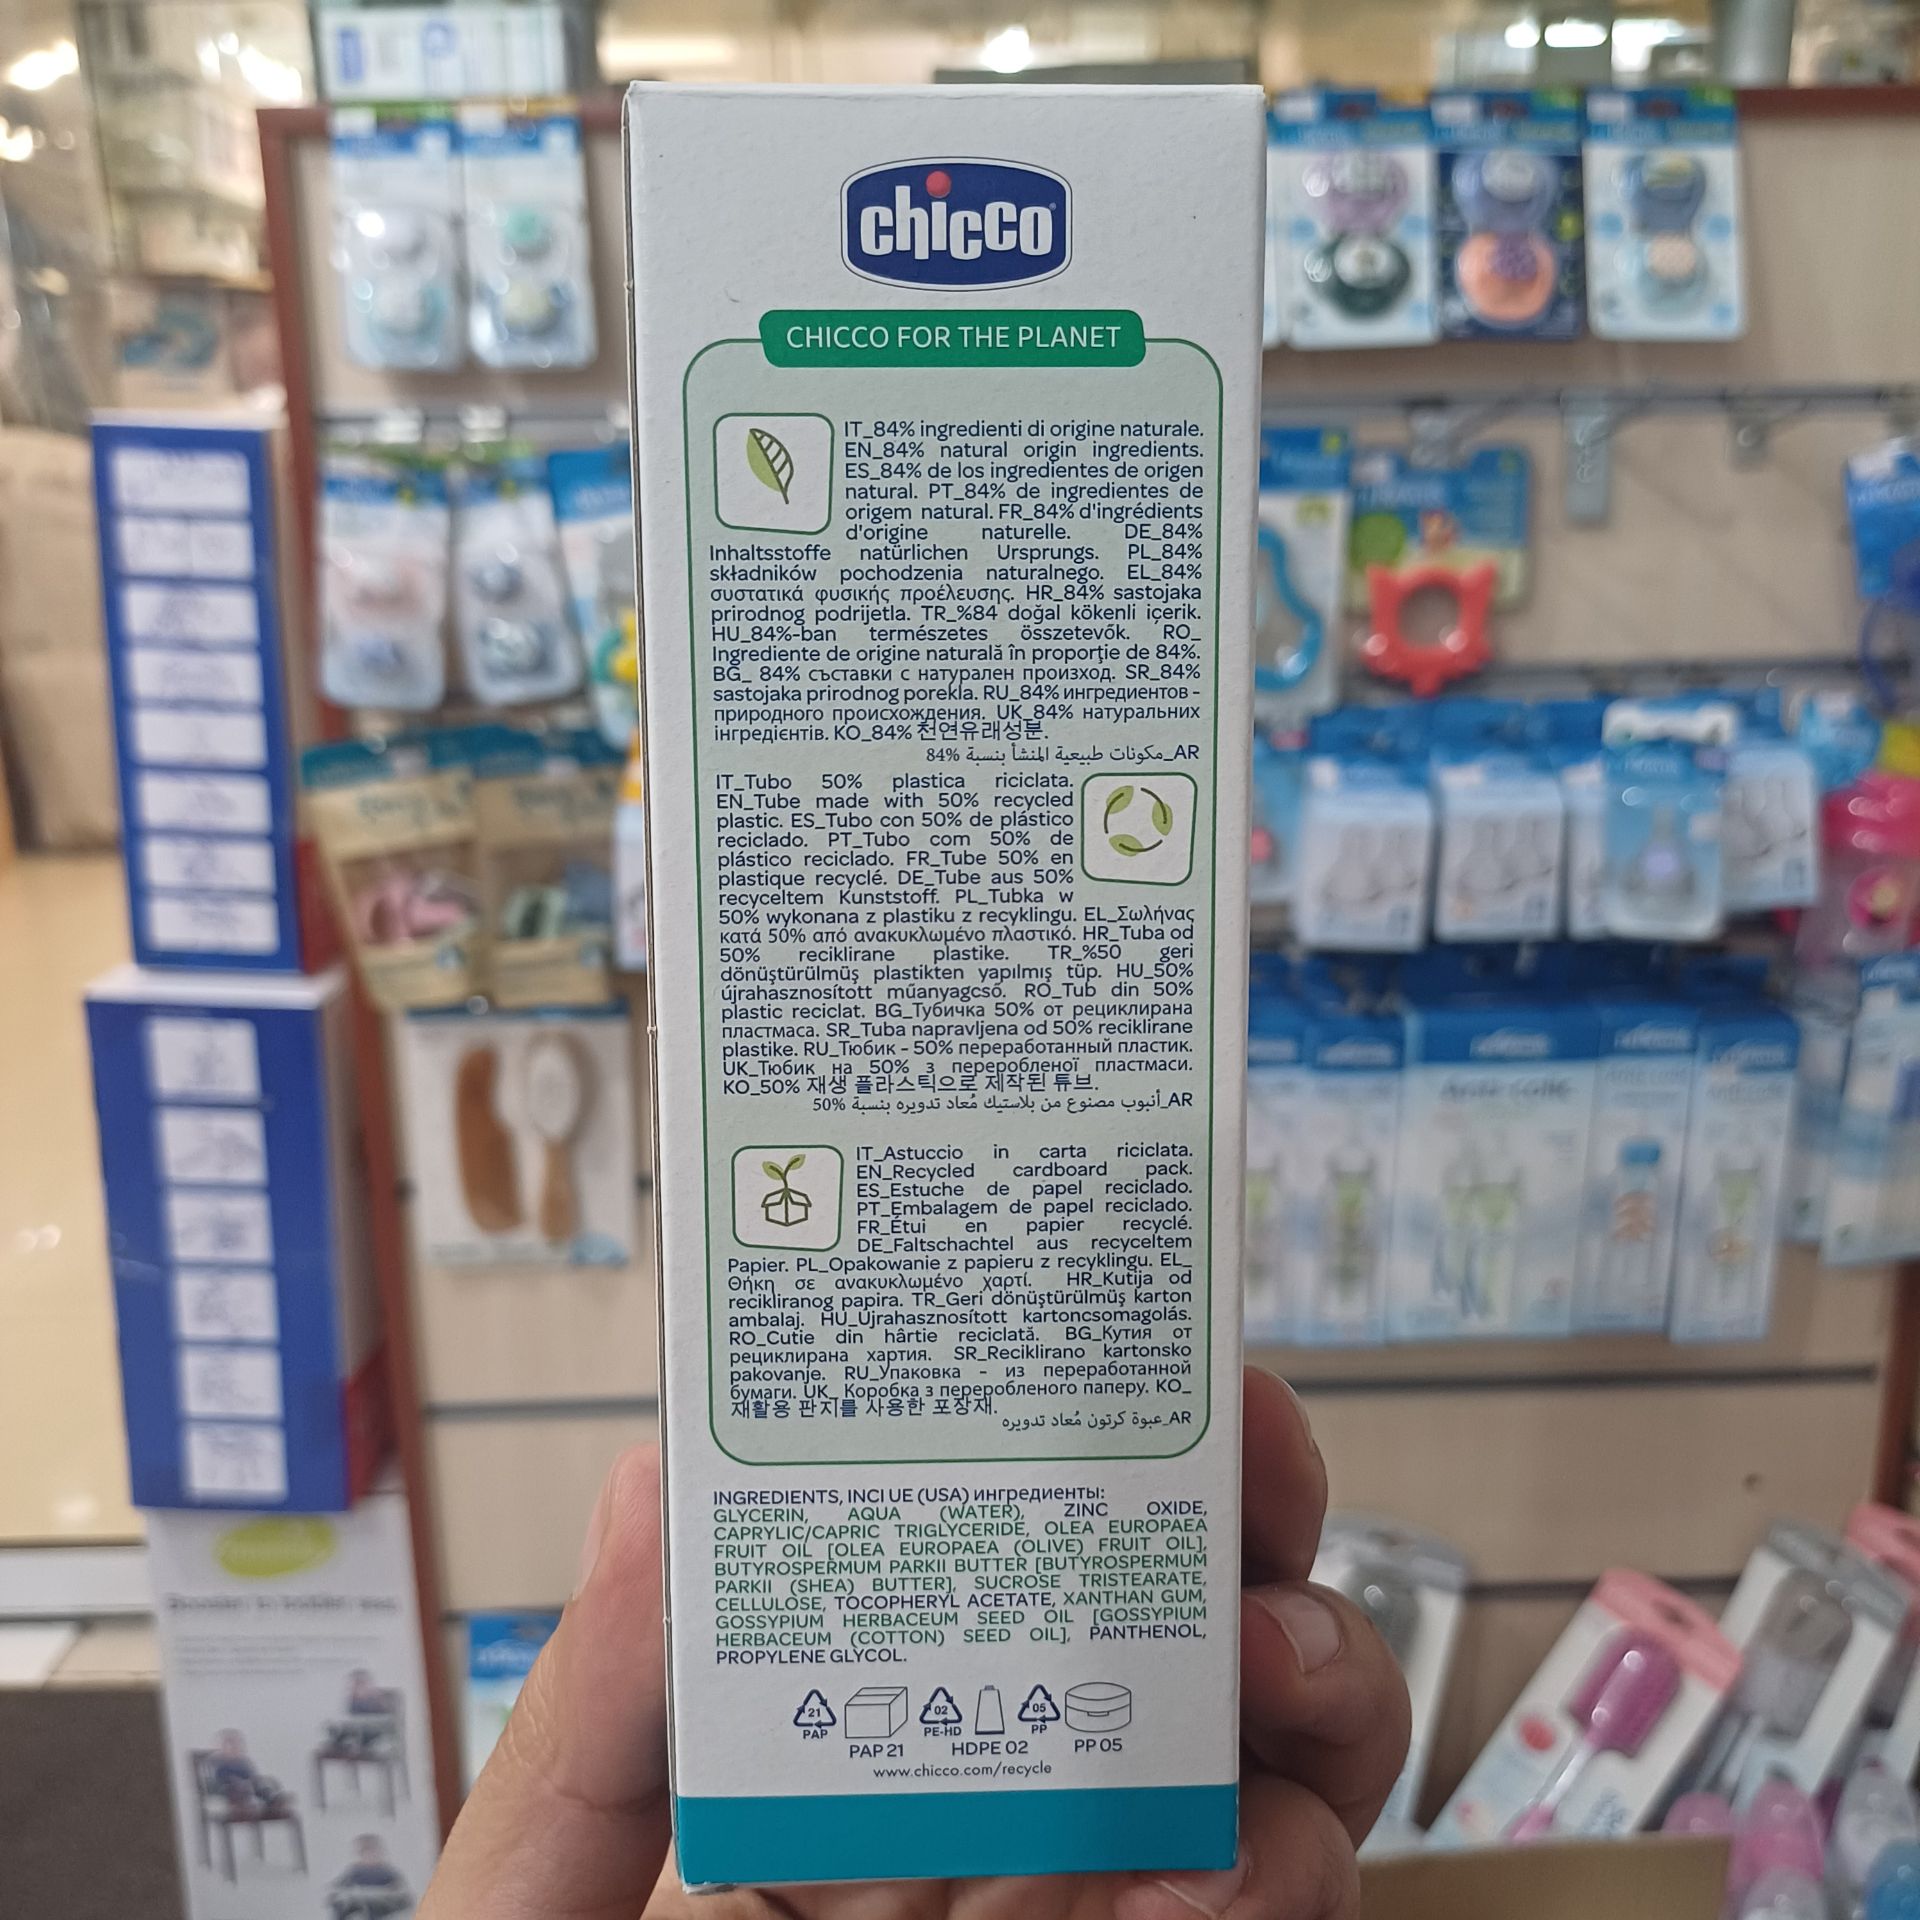 chicco
CHICCO FOR THE PLANET
IT_84% ingredienti di origine naturale.
EN_84% natural origin ingredients.
ES_84% de los ingredientes de origen
natural. PT_84% de ingredientes de
origem natural. FR_84% d'ingrédients
d'origine naturelle. DE_84%
Inhaltsstoffe natürlichen Ursprungs. PL_84%
składników pochodzenia naturalnego. EL_84%
συστατικά φυσικής προέλευσης. HR_84% sastojaka
prirodnog podrijetla. TR_%84 doğal kökenli içerik.
HU_84%-ban természetes összetevők. RO_
Ingrediente de origine naturală în proporţie de 84%.
BG_ 84% съставки с натурален произход. SR_84%
sastojaka prirodnog porekla. RU_84% ингредиентов -
природного происхождения. UK_84% натуральних
інгредієнтів. KO_84% 천연유래성분.
AR_مكونات طبيعية المنشأ بنسبة 84%
IT_Tubo 50% plastica riciclata.
EN_Tube made with 50% recycled
plastic. ES_Tubo con 50% de plástico
reciclado. PT_Tubo com 50% de
plástico reciclado. FR_Tube 50% en
plastique recyclé. DE_Tube aus 50%
recyceltem Kunststoff. PL_Tubka w
50% wykonana z plastiku z recyklingu. EL_Σωλήνας
κατά 50% από ανακυκλωμένο πλαστικό. HR_Tuba od
50% reciklirane plastike. TR_%50 geri
dönüştürülmüş plastikten yapılmış tüp. HU_50%
újrahasznosított műanyagcső. RO_Tub din 50%
plastic reciclat. BG_Тубичка 50% от рециклирана
пластмаса. SR_Tuba napravljena od 50% reciklirane
plastike. RU_Тюбик - 50% переработанный пластик.
UK_Тюбик на 50% з переробленої пластмаси.
KO_50% 재생 플라스틱으로 제작된 튜브.
AR_أنبوب مصنوع من بلاستيك مُعاد تدويره بنسبة 50%
IT_Astuccio in carta riciclata.
EN_Recycled cardboard pack.
ES_Estuche de papel reciclado.
PT_Embalagem de papel reciclado.
FR_Étui en papier recyclé.
DE_Faltschachtel aus recyceltem
Papier. PL_Opakowanie z papieru z recyklingu. EL_
Θήκη σε ανακυκλωμένο χαρτί. HR_Kutija od
recikliranog papira. TR_Geri dönüştürülmüş karton
ambalaj. HU_Újrahasznosított kartoncsomagolás.
RO_Cutie din hârtie reciclată. BG_Кутия от
рециклирана хартия. SR_Reciklirano kartonsko
pakovanje. RU_Упаковка - из переработанной
бумаги. UK_ Коробка з переробленого паперу. KO_
재활용 판지를 사용한 포장재.
AR_عبوة كرتون مُعاد تدويره
INGREDIENTS, INCI UE (USA) ингредиенты:
GLYCERIN, AQUA (WATER), ZINC OXIDE,
CAPRYLIC/CAPRIC TRIGLYCERIDE, OLEA EUROPAEA
FRUIT OIL [OLEA EUROPAEA (OLIVE) FRUIT OIL],
BUTYROSPERMUM PARKII BUTTER [BUTYROSPERMUM
PARKII (SHEA) BUTTER], SUCROSE TRISTEARATE,
CELLULOSE, TOCOPHERYL ACETATE, XANTHAN GUM,
GOSSYPIUM HERBACEUM SEED OIL [GOSSYPIUM
HERBACEUM (COTTON) SEED OIL], PANTHENOL,
PROPYLENE GLYCOL.
21 02 05
PAP PE-HD PP
PAP 21 HDPE 02 PP 05
www.chicco.com/recycle